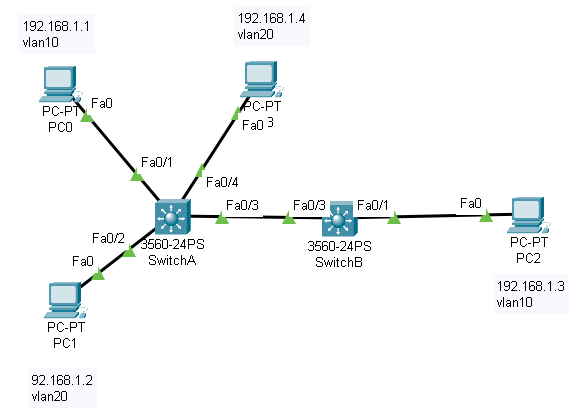 192.168.1.1
vlan10
192.168.1.4
vlan20
Fa0
PC-PT
PC0
PC-PT
3
Fa0
Fa0/1
Fa0/4
Fa0/3
Fa0/3
Fa0/1
Fa0
3560-24PS
SwitchA
3560-24PS
SwitchB
PC-PT
PC2
Fa0/2
Fa0
192.168.1.3
vlan10
PC-PT
PC1
92.168.1.2
vlan20